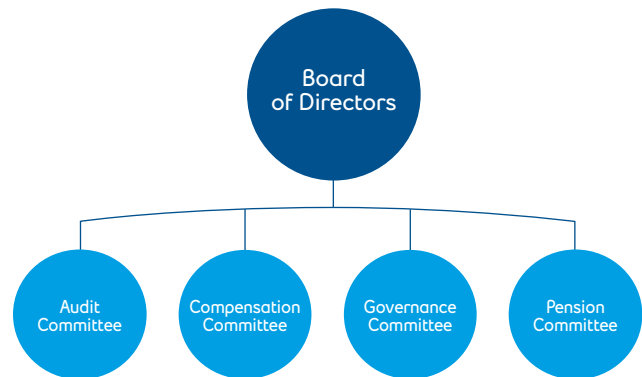 Board
of Directors
Audit
Committee
Compensation
Committee
Governance
Committee
Pension
Committee